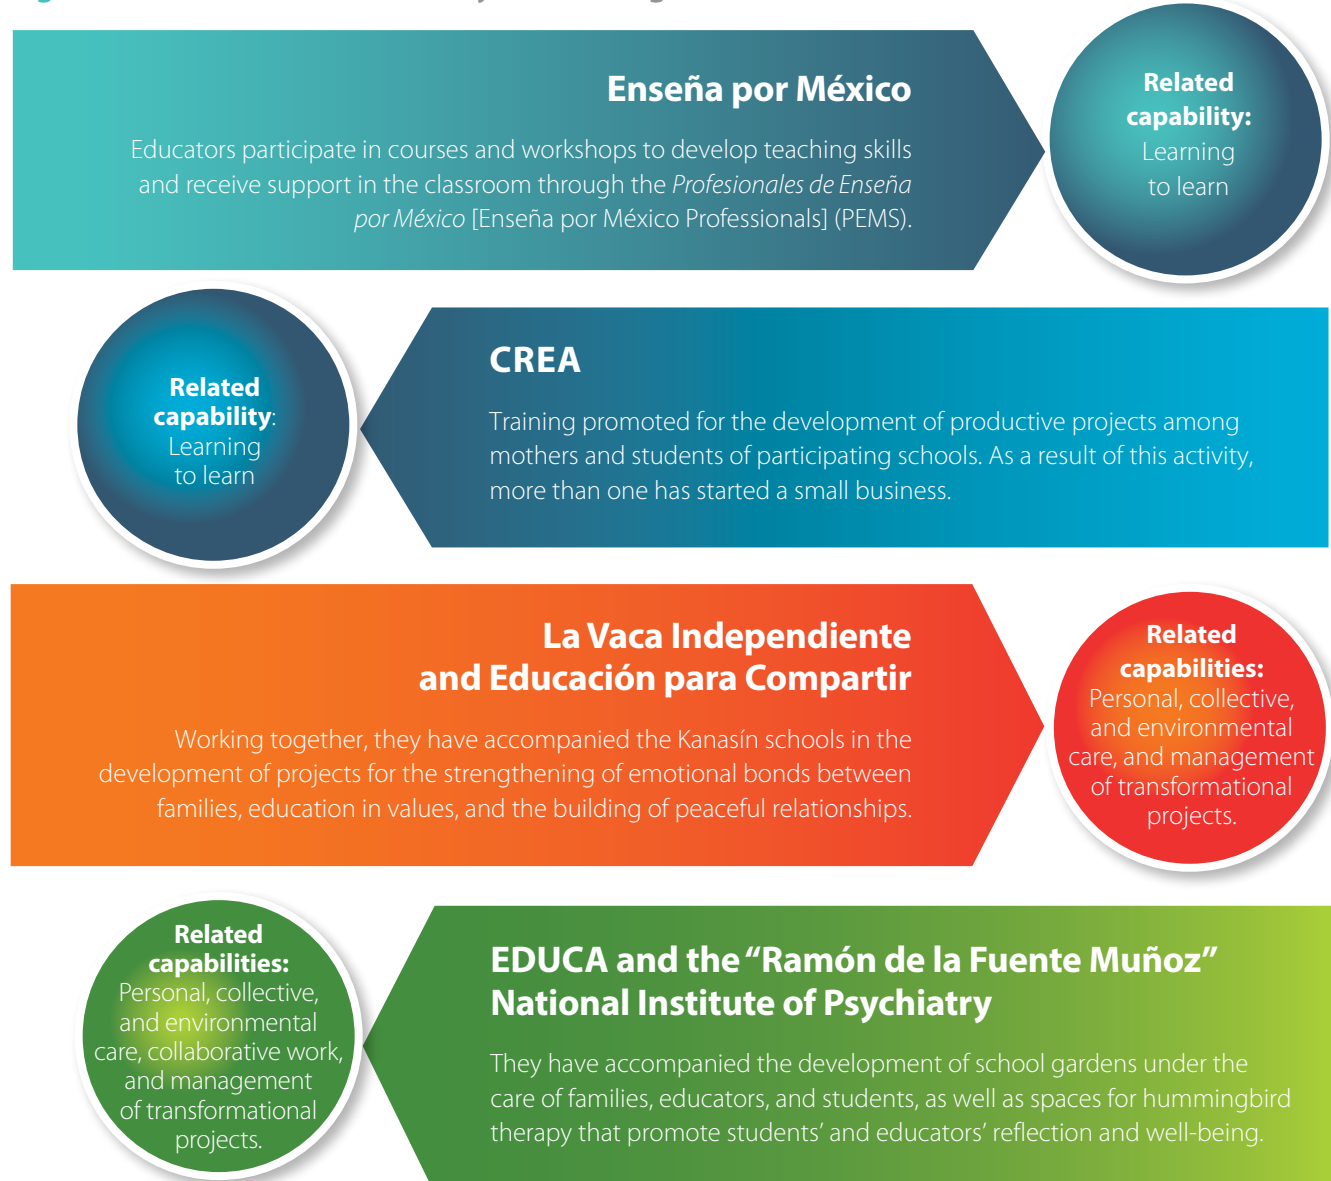 Enseña por México
Educators participate in courses and workshops to develop teaching skills
and receive support in the classroom through the Profesionales de Enseña
por México [Enseña por México Professionals] (PEMS).
Related
capability:
Learning
to learn
Related
capability:
Learning
to learn
CREA
Training promoted for the development of productive projects among
mothers and students of participating schools. As a result of this activity,
more than one has started a small business.
La Vaca Independiente
and Educación para Compartir
Working together, they have accompanied the Kanasín schools in the
development of projects for the strengthening of emotional bonds between
families, education in values, and the building of peaceful relationships.
Related
capabilities:
Personal, collective,
and environmental
care, and management
of transformational
projects.
Related
capabilities:
Personal, collective,
and environmental
care, collaborative work,
and management
of transformational
projects.
EDUCA and the “Ramón de la Fuente Muñoz”
National Institute of Psychiatry
They have accompanied the development of school gardens under the
care of families, educators, and students, as well as spaces for hummingbird
therapy that promote students’ and educators’ reflection and well-being.